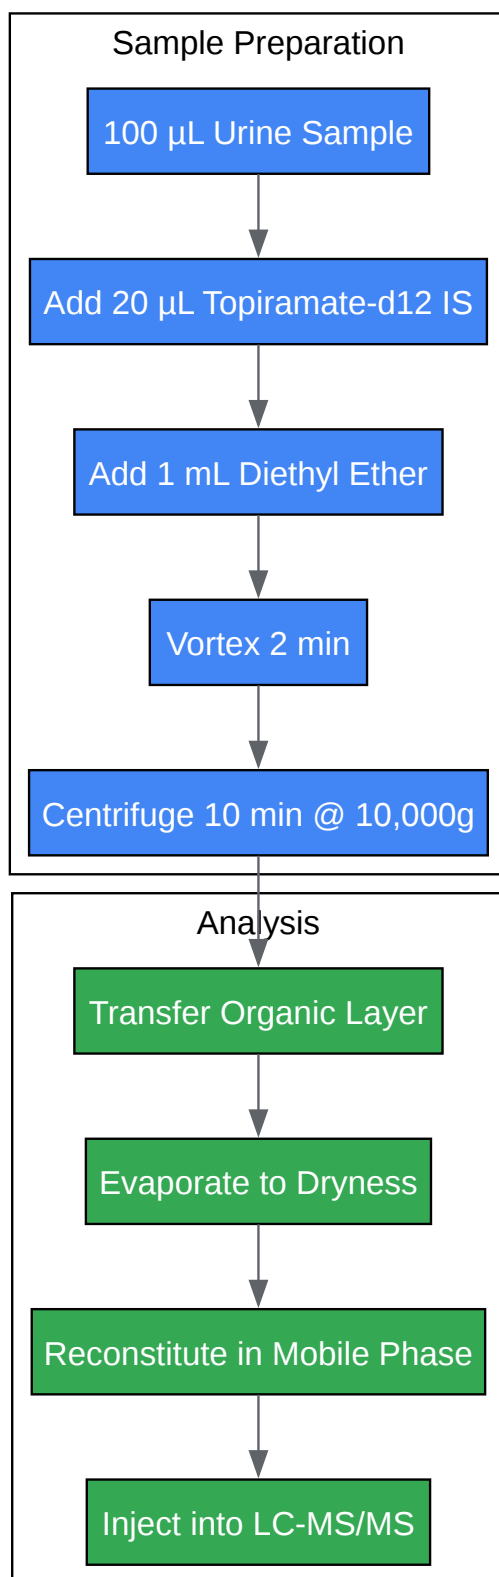 Sample Preparation
100 µL Urine Sample
Add 20 µL Topiramate-d12 IS
Add 1 mL Diethyl Ether
Vortex 2 min
Centrifuge 10 min @ 10,000g
Analysis
Transfer Organic Layer
Evaporate to Dryness
Reconstitute in Mobile Phase
Inject into LC-MS/MS